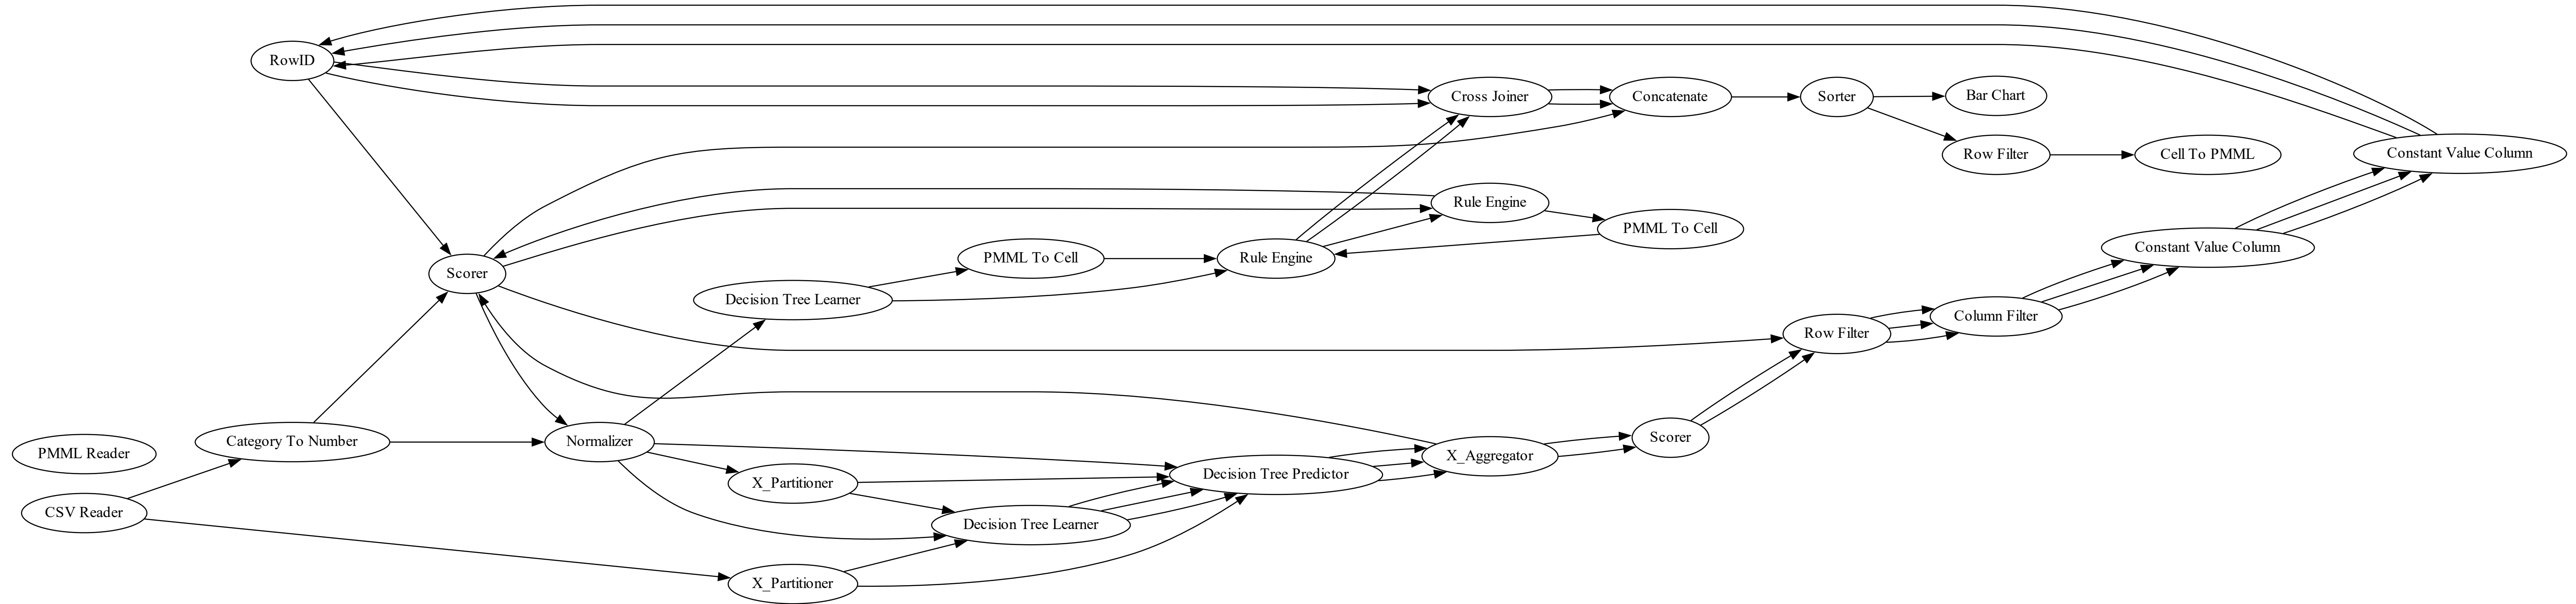 RowID
Cross Joiner
Concatenate
Sorter
Bar Chart
Row Filter
Cell To PMML
Constant Value Column
Rule Engine
PMML To Cell
Scorer
PMML To Cell
Rule Engine
Constant Value Column
Decision Tree Learner
Row Filter
Column Filter
Category To Number
Normalizer
Scorer
PMML Reader
X_Aggregator
X_Partitioner
Decision Tree Predictor
CSV Reader
Decision Tree Learner
X_Partitioner